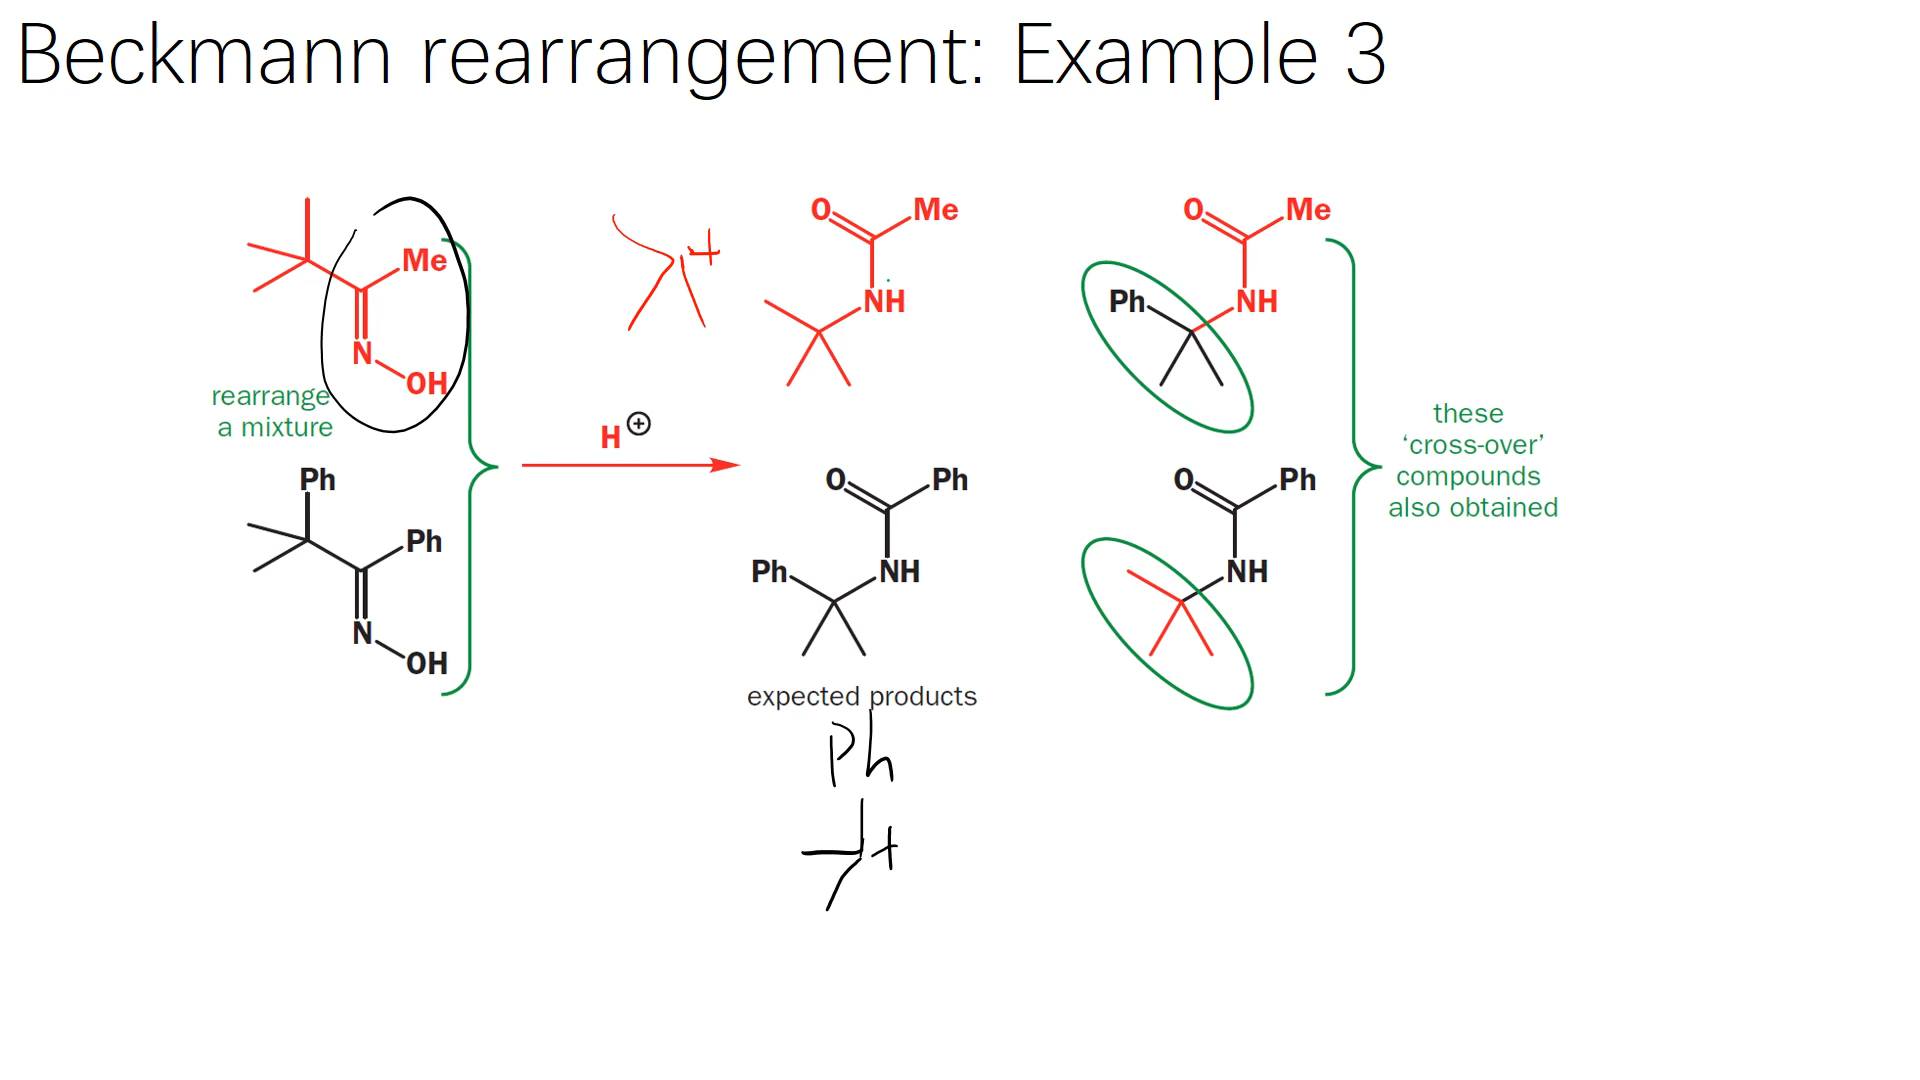 Beckmann rearrangement: Example 3
Me
N
OH
rearrange
a mixture
Ph
Ph
N
OH
+
H ⊕
O
Me
NH
O
Ph
Ph
NH
expected products
Ph
+
O
Me
Ph
NH
O
Ph
NH
these
‘cross-over’
compounds
also obtained